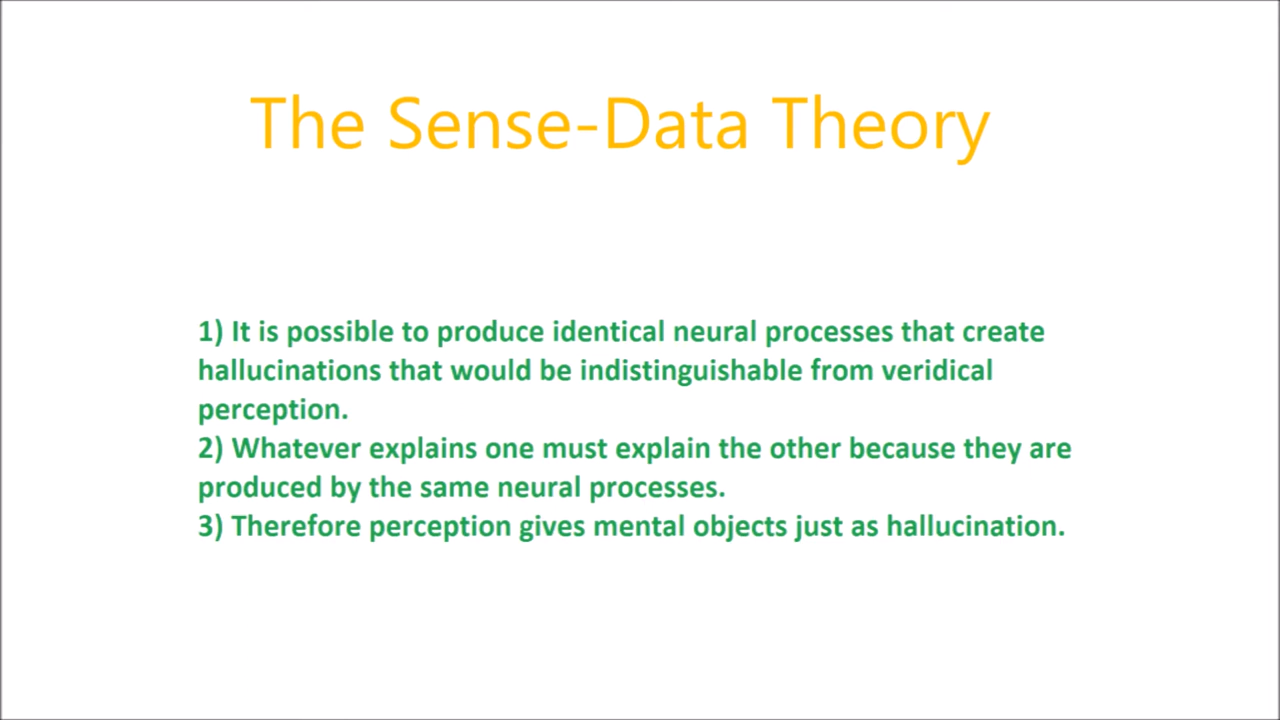 The Sense-Data Theory
1) It is possible to produce identical neural processes that create
hallucinations that would be indistinguishable from veridical
perception.
2) Whatever explains one must explain the other because they are
produced by the same neural processes.
3) Therefore perception gives mental objects just as hallucination.